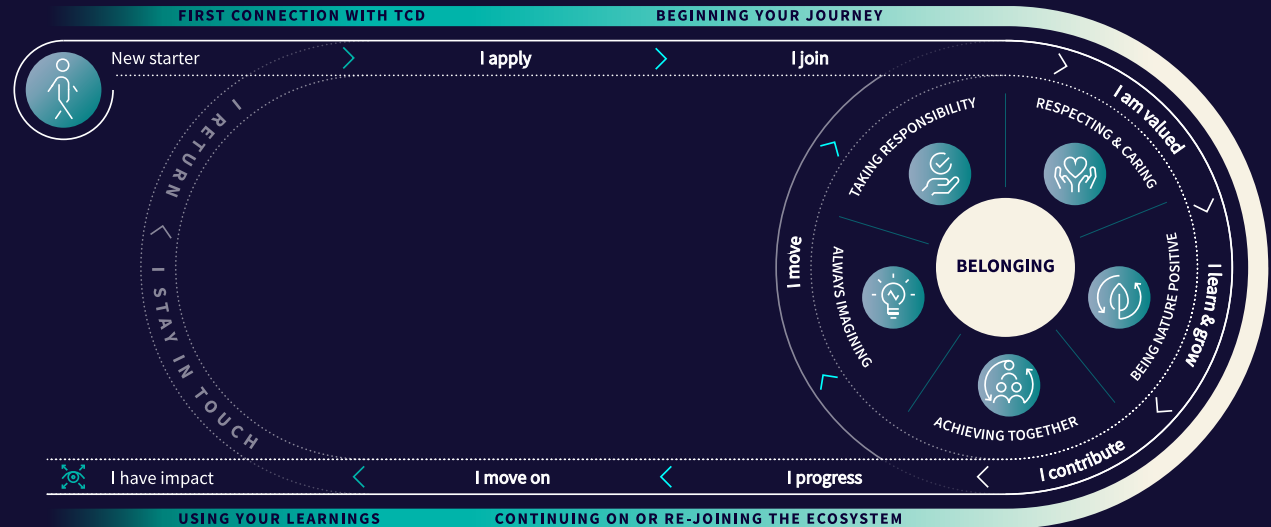 FIRST CONNECTION WITH TCD
BEGINNING YOUR JOURNEY
New starter
I apply
I join
I am valued
I learn & grow
I contribute
I progress
I move on
I have impact
I STAY IN TOUCH
I RETURN
I move
TAKING RESPONSIBILITY
RESPECTING & CARING
BEING NATURE POSITIVE
ACHIEVING TOGETHER
ALWAYS IMAGINING
BELONGING
USING YOUR LEARNINGS
CONTINUING ON OR RE-JOINING THE ECOSYSTEM